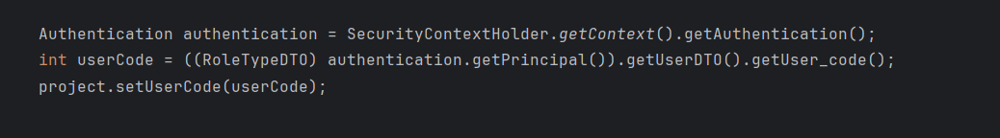 Authentication authentication = SecurityContextHolder.getContext().getAuthentication();
int userCode = ((RoleTypeDTO) authentication.getPrincipal()).getUserDTO().getUser_code();
project.setUserCode(userCode);